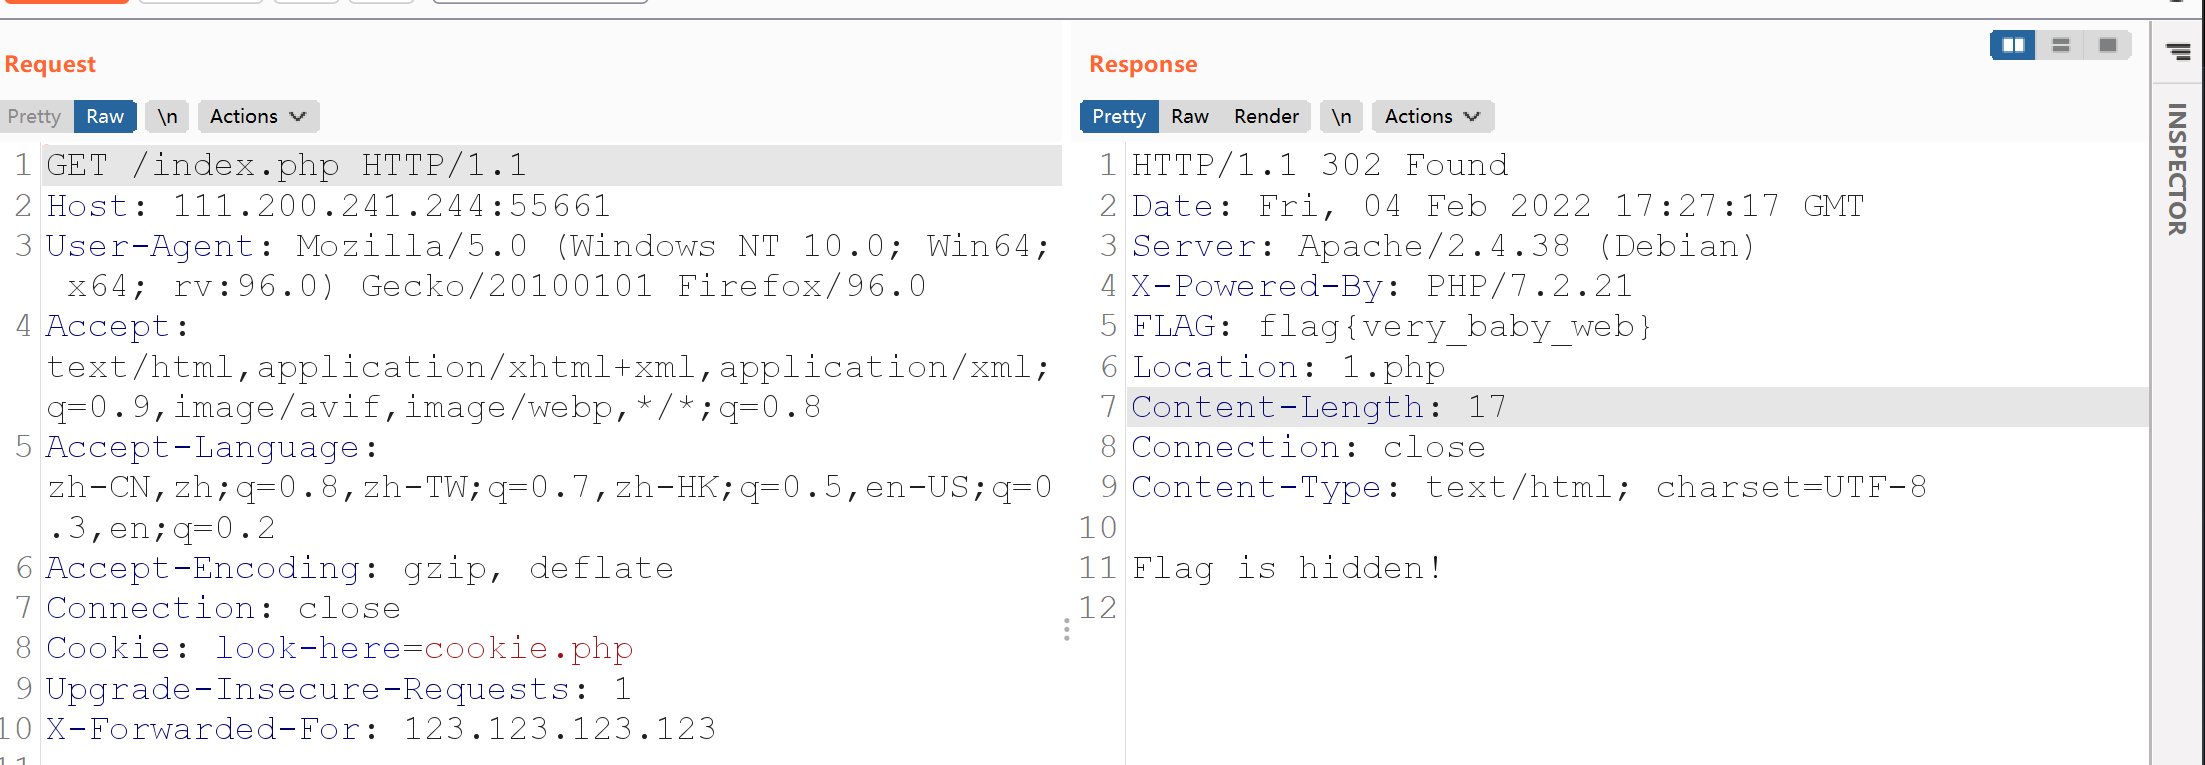 Request
Pretty Raw \n Actions
1 GET /index.php HTTP/1.1
2 Host: 111.200.241.244:55661
3 User-Agent: Mozilla/5.0 (Windows NT 10.0; Win64;
x64; rv:96.0) Gecko/20100101 Firefox/96.0
4 Accept:
text/html,application/xhtml+xml,application/xml;
q=0.9,image/avif,image/webp,*/*;q=0.8
5 Accept-Language:
zh-CN,zh;q=0.8,zh-TW;q=0.7,zh-HK;q=0.5,en-US;q=0
.3,en;q=0.2
6 Accept-Encoding: gzip, deflate
7 Connection: close
8 Cookie: look-here=cookie.php
9 Upgrade-Insecure-Requests: 1
10 X-Forwarded-For: 123.123.123.123
11
Response
Pretty Raw Render \n Actions
1 HTTP/1.1 302 Found
2 Date: Fri, 04 Feb 2022 17:27:17 GMT
3 Server: Apache/2.4.38 (Debian)
4 X-Powered-By: PHP/7.2.21
5 FLAG: flag{very_baby_web}
6 Location: 1.php
7 Content-Length: 17
8 Connection: close
9 Content-Type: text/html; charset=UTF-8
10
11 Flag is hidden!
12
INSPECTOR